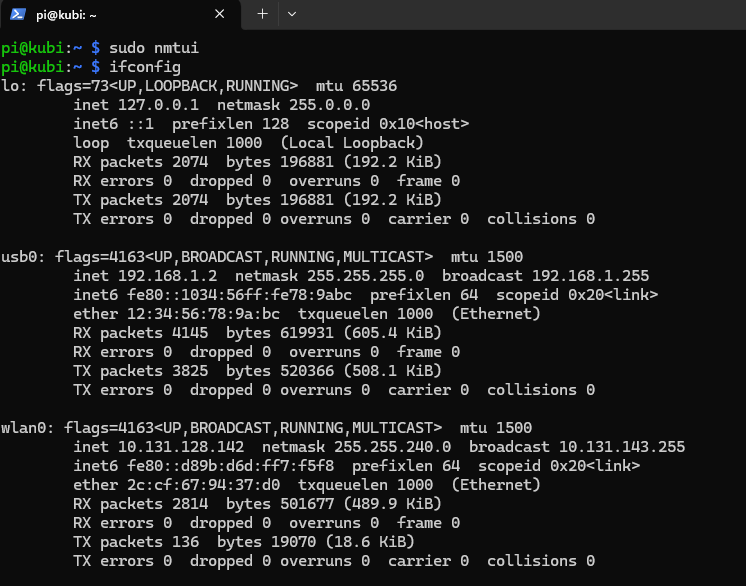 pi@kubi: ~
pi@kubi:~ $ sudo nmtui
pi@kubi:~ $ ifconfig
lo: flags=73<UP,LOOPBACK,RUNNING>  mtu 65536
        inet 127.0.0.1  netmask 255.0.0.0
        inet6 ::1  prefixlen 128  scopeid 0x10<host>
        loop  txqueuelen 1000  (Local Loopback)
        RX packets 2074  bytes 196881 (192.2 KiB)
        RX errors 0  dropped 0  overruns 0  frame 0
        TX packets 2074  bytes 196881 (192.2 KiB)
        TX errors 0  dropped 0 overruns 0  carrier 0  collisions 0

usb0: flags=4163<UP,BROADCAST,RUNNING,MULTICAST>  mtu 1500
        inet 192.168.1.2  netmask 255.255.255.0  broadcast 192.168.1.255
        inet6 fe80::1034:56ff:fe78:9abc  prefixlen 64  scopeid 0x20<link>
        ether 12:34:56:78:9a:bc  txqueuelen 1000  (Ethernet)
        RX packets 4145  bytes 619931 (605.4 KiB)
        RX errors 0  dropped 0  overruns 0  frame 0
        TX packets 3825  bytes 520366 (508.1 KiB)
        TX errors 0  dropped 0 overruns 0  carrier 0  collisions 0

wlan0: flags=4163<UP,BROADCAST,RUNNING,MULTICAST>  mtu 1500
        inet 10.131.128.142  netmask 255.255.240.0  broadcast 10.131.143.255
        inet6 fe80::d89b:d6d:ff7:f5f8  prefixlen 64  scopeid 0x20<link>
        ether 2c:cf:67:94:37:d0  txqueuelen 1000  (Ethernet)
        RX packets 2814  bytes 501677 (489.9 KiB)
        RX errors 0  dropped 0  overruns 0  frame 0
        TX packets 136  bytes 19070 (18.6 KiB)
        TX errors 0  dropped 0 overruns 0  carrier 0  collisions 0